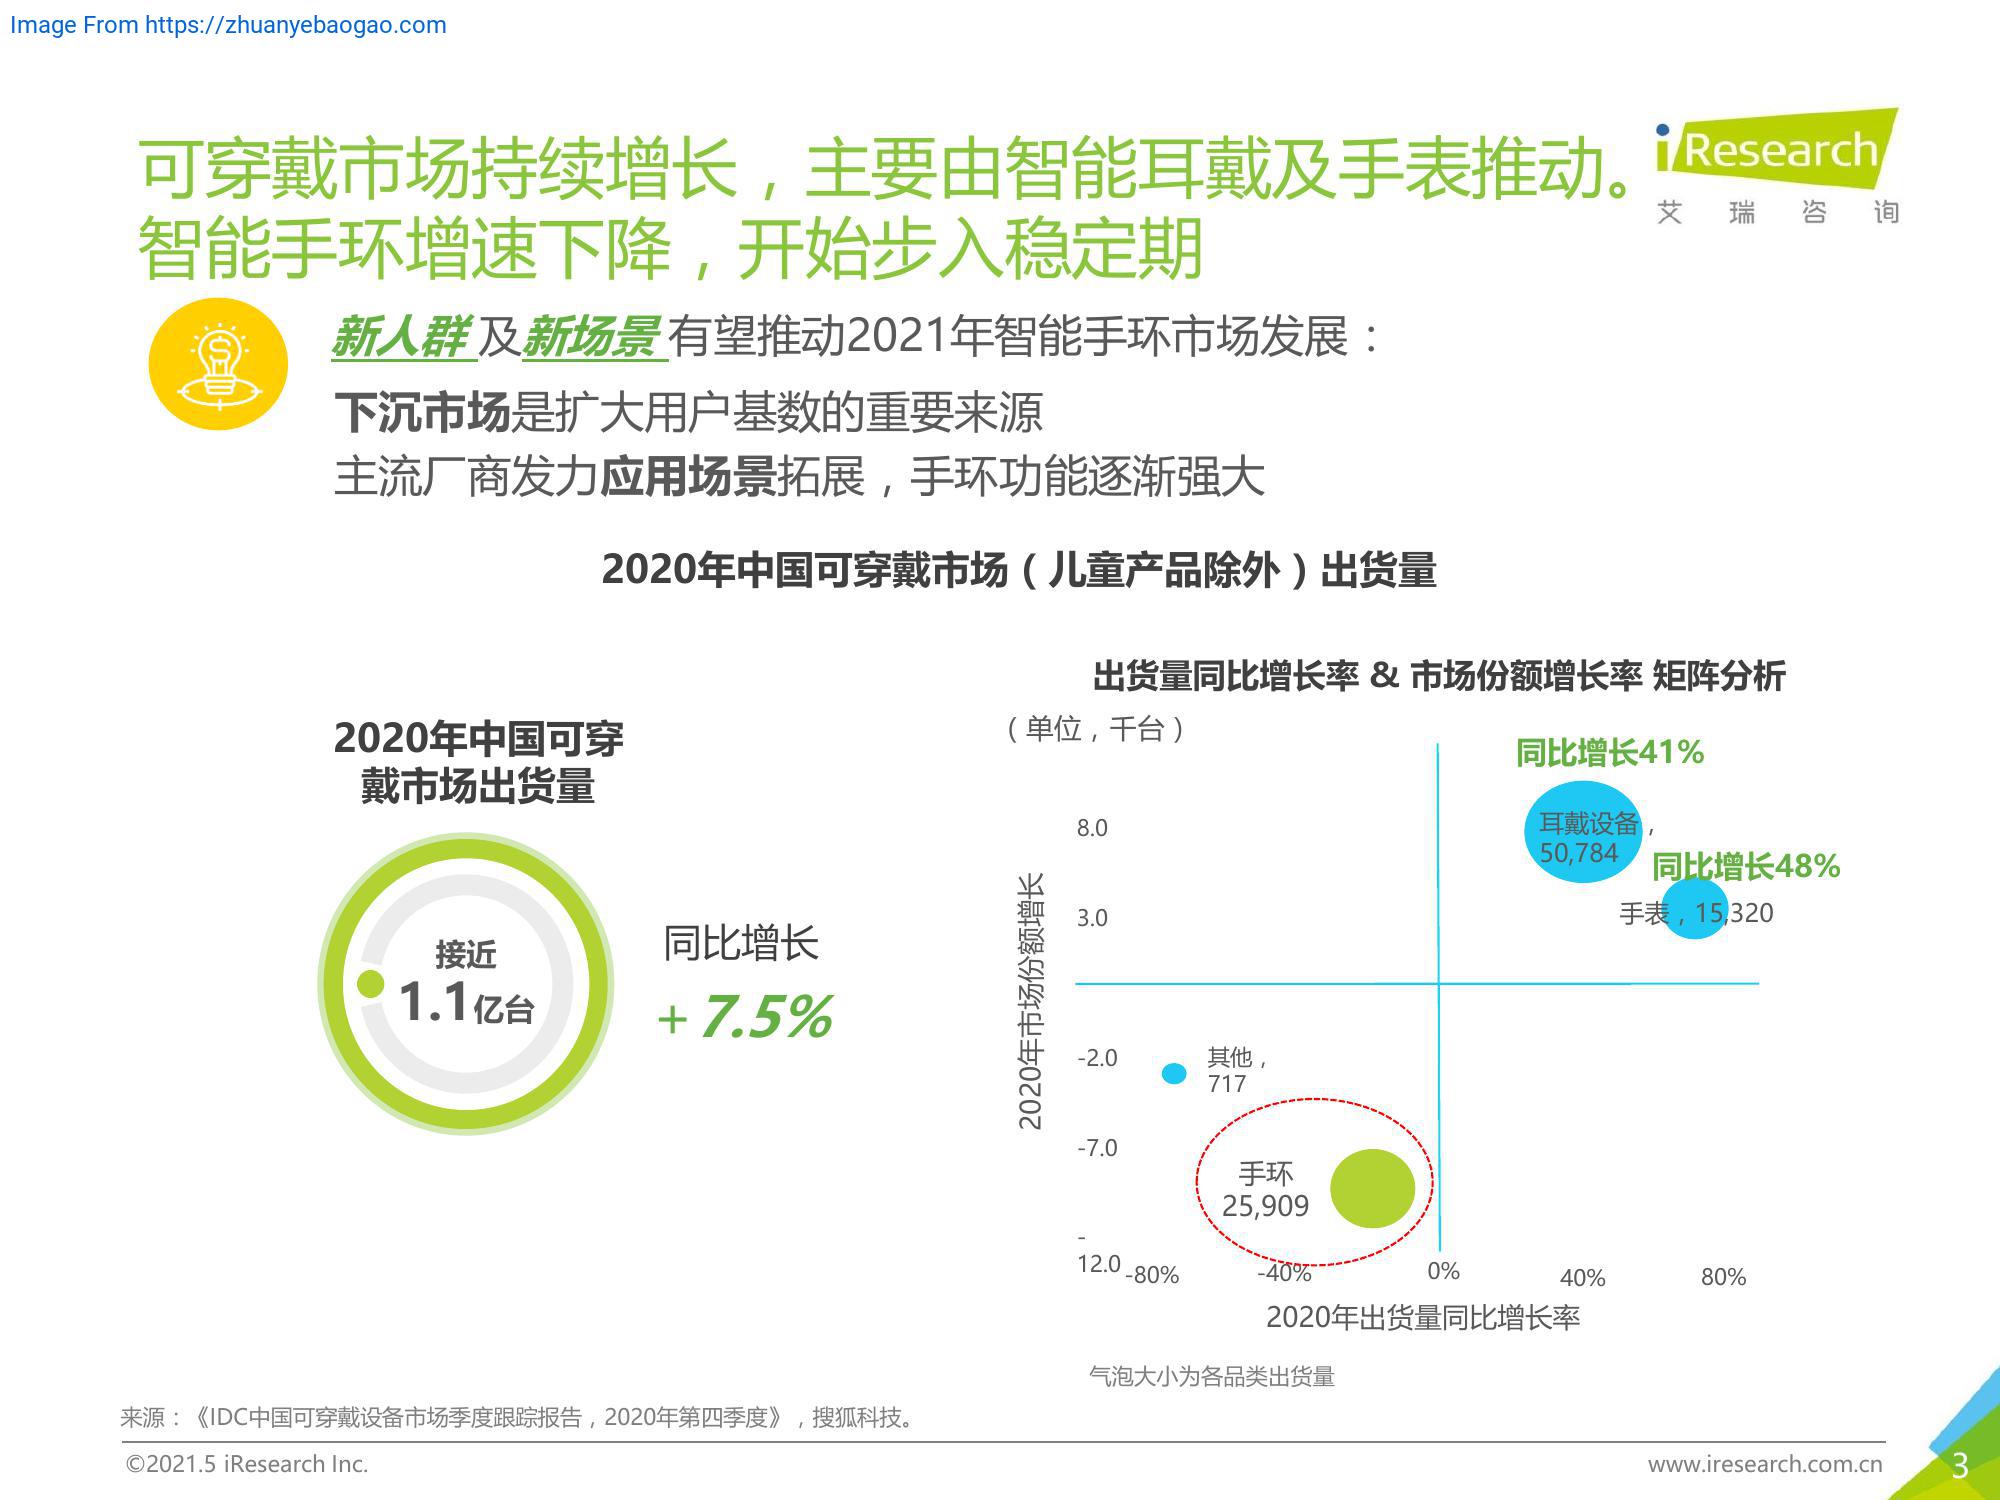 Image From https://zhuanyebaogao.com
可穿戴市场持续增长，主要由智能耳戴及手表推动。
智能手环增速下降，开始步入稳定期
iResearch
艾瑞咨询
新人群及新场景有望推动2021年智能手环市场发展：
下沉市场是扩大用户基数的重要来源
主流厂商发力应用场景拓展，手环功能逐渐强大
2020年中国可穿戴市场（儿童产品除外）出货量
2020年中国可穿
戴市场出货量
接近
1.1亿台
同比增长
+7.5%
出货量同比增长率 & 市场份额增长率 矩阵分析
（单位，千台）
同比增长41%
耳戴设备，
50,784
同比增长48%
手表，15,320
8.0
3.0
-2.0
-7.0
-
12.0
2020年市场份额增长
其他，
717
手环
25,909
-80%
-40%
0%
40%
80%
2020年出货量同比增长率
气泡大小为各品类出货量
来源：《IDC中国可穿戴设备市场季度跟踪报告，2020年第四季度》，搜狐科技。
©2021.5 iResearch Inc.
www.iresearch.com.cn
3